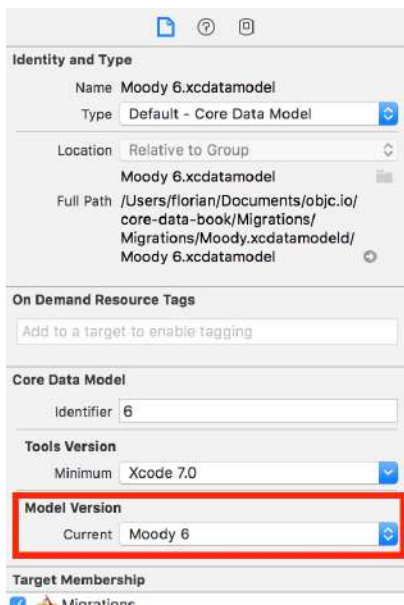 Identity and Type
Name Moody 6.xcdatamodel
Type Default - Core Data Model
Location Relative to Group
Moody 6.xcdatamodel
Full Path /Users/florian/Documents/objc.io/
core-data-book/Migrations/
Migrations/Moody.xcdatamodeld/
Moody 6.xcdatamodel
On Demand Resource Tags
Add to a target to enable tagging
Core Data Model
Identifier 6
Tools Version
Minimum Xcode 7.0
Model Version
Current Moody 6
Target Membership
Migrations